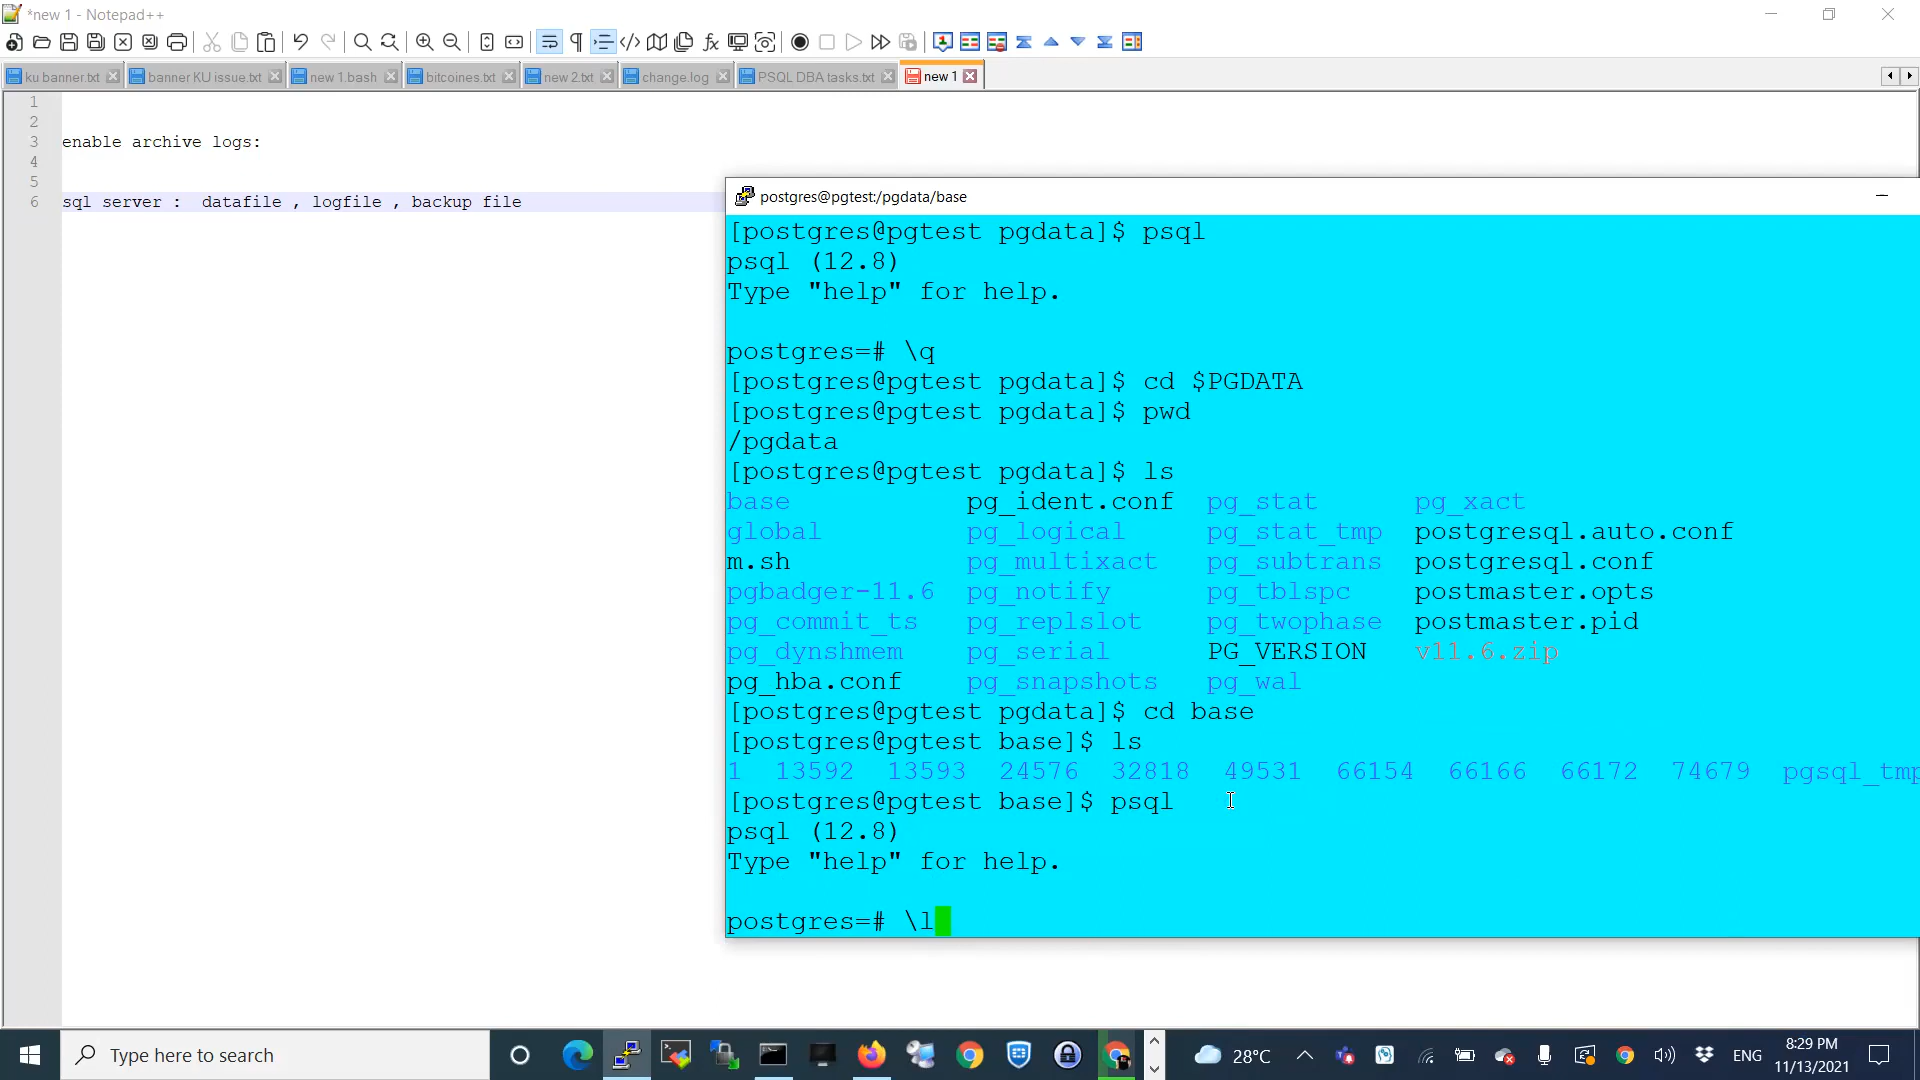 *new 1 - Notepad++
ku banner.txt banner KU issue.txt new 1.bash bitcoines.txt new 2.txt change.log PSQL DBA tasks.txt new 1
1
2
3 enable archive logs:
4
5
6 sql server :  datafile , logfile , backup file
postgres@pgtest:/pgdata/base
[postgres@pgtest pgdata]$ psql
psql (12.8)
Type "help" for help.
postgres=# \q
[postgres@pgtest pgdata]$ cd $PGDATA
[postgres@pgtest pgdata]$ pwd
/pgdata
[postgres@pgtest pgdata]$ ls
base pg_ident.conf pg_stat pg_xact
global pg_logical pg_stat_tmp postgresql.auto.conf
m.sh pg_multixact pg_subtrans postgresql.conf
pgbadger-11.6 pg_notify pg_tblspc postmaster.opts
pg_commit_ts pg_replslot pg_twophase postmaster.pid
pg_dynshmem pg_serial PG_VERSION v11.6.zip
pg_hba.conf pg_snapshots pg_wal
[postgres@pgtest pgdata]$ cd base
[postgres@pgtest base]$ ls
1 13592 13593 24576 32818 49531 66154 66166 66172 74679 pgsql_tmp
[postgres@pgtest base]$ psql
psql (12.8)
Type "help" for help.
postgres=# \l
Type here to search
28°C
ENG
8:29 PM
11/13/2021